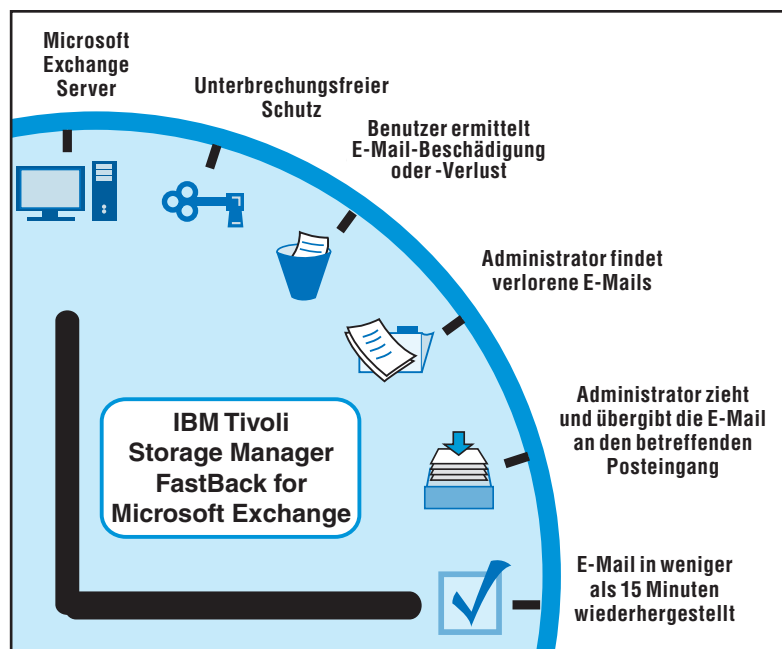 Microsoft
Exchange
Server
Unterbrechungsfreier
Schutz
Benutzer ermittelt
E-Mail-Beschädigung
oder -Verlust
Administrator findet
verlorene E-Mails
Administrator zieht
und übergibt die E-Mail
an den betreffenden
Posteingang
E-Mail in weniger
als 15 Minuten
wiederhergestellt
IBM Tivoli
Storage Manager
FastBack for
Microsoft Exchange